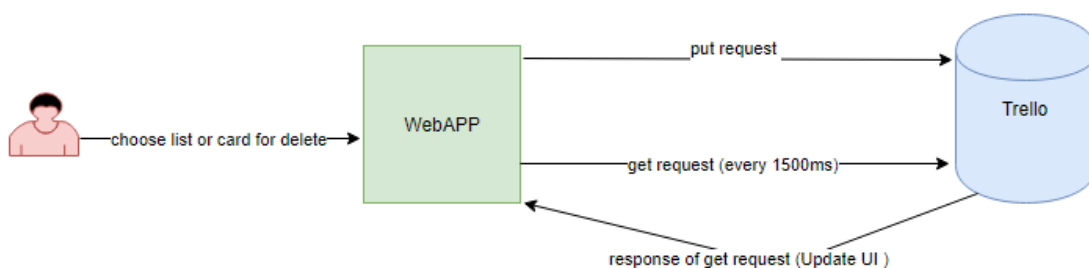 put request
Trello
WebAPP
choose list or card for delete
get request (every 1500ms)
response of get request (Update UI )